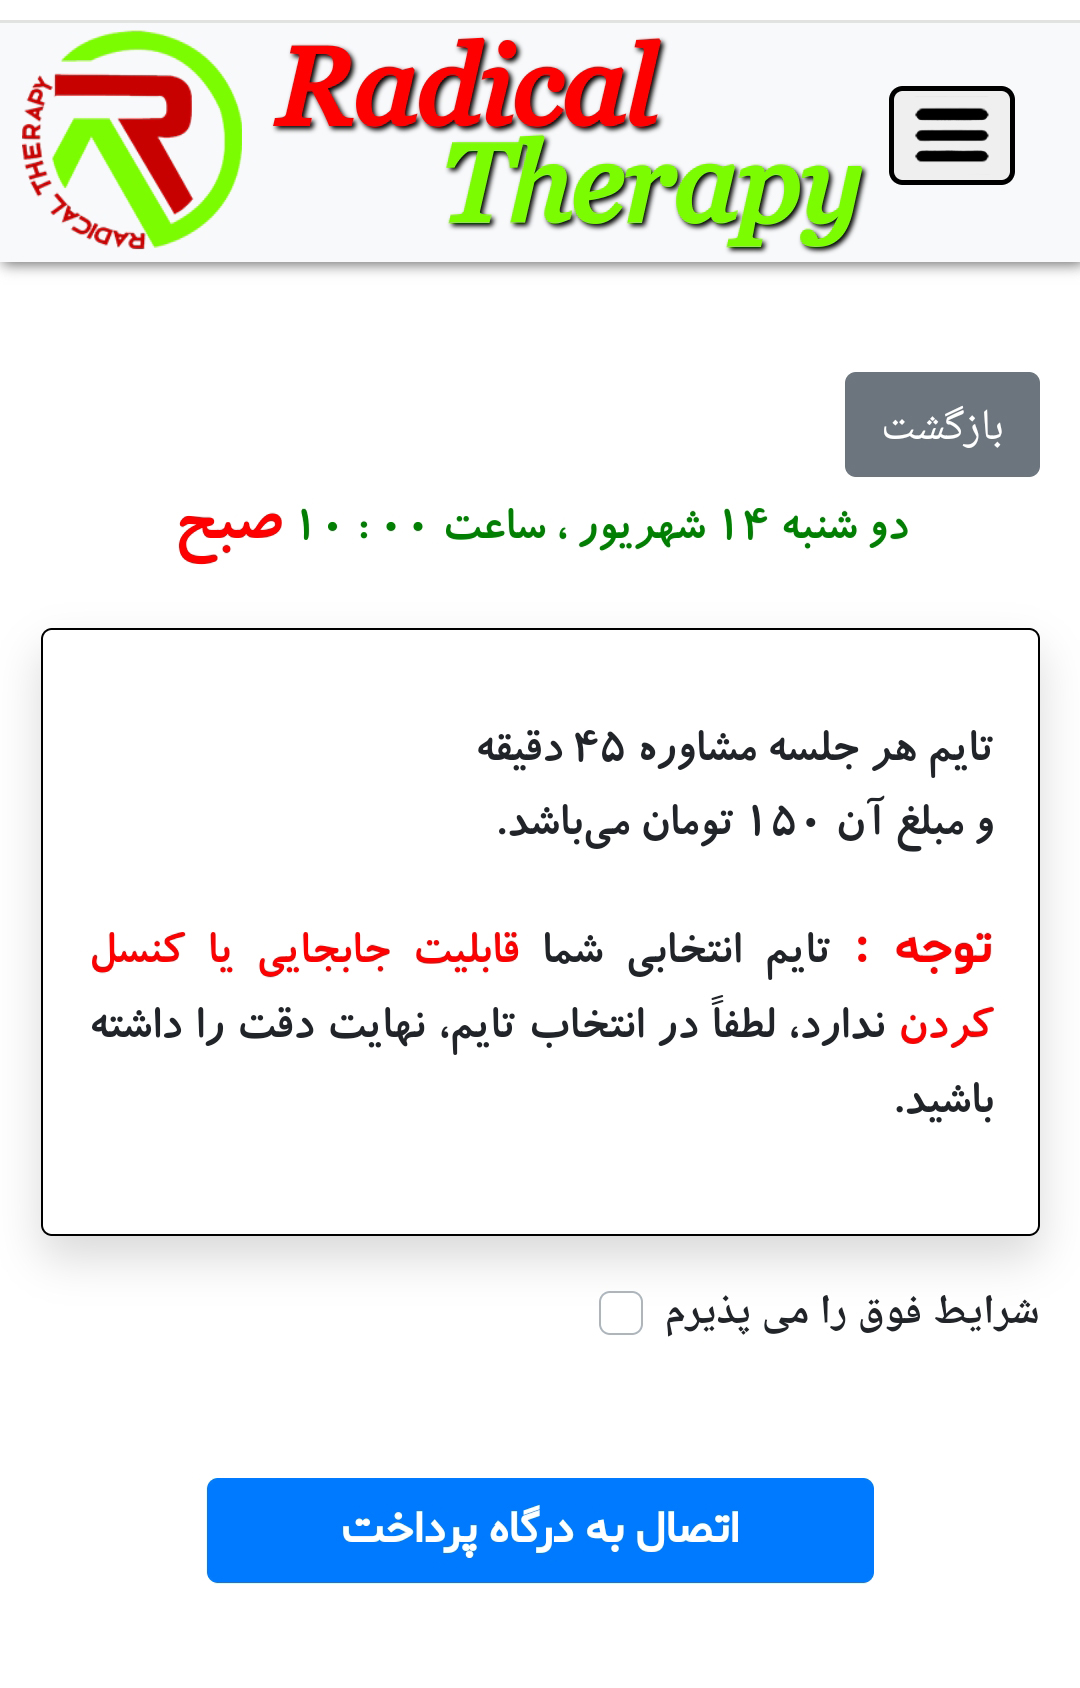 RADICAL THERAPY
Radical
Therapy
بازگشت
دو شنبه ۱۴ شهریور ، ساعت ۰۰ : ۱۰ صبح
تایم هر جلسه مشاوره ۴۵ دقیقه
و مبلغ آن ۱۵۰ تومان می‌باشد.
توجه : تایم انتخابی شما قابلیت جابجایی یا کنسل
کردن ندارد، لطفاً در انتخاب تایم، نهایت دقت را داشته
باشید.
شرایط فوق را می پذیرم
اتصال به درگاه پرداخت